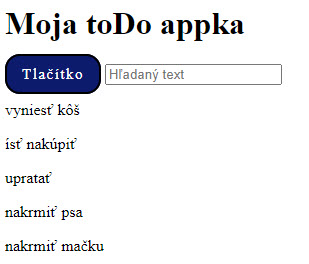 Moja toDo appka
Tlačítko Hľadaný text
vyniesť kôš
ísť nakúpiť
upratať
nakrmiť psa
nakrmiť mačku